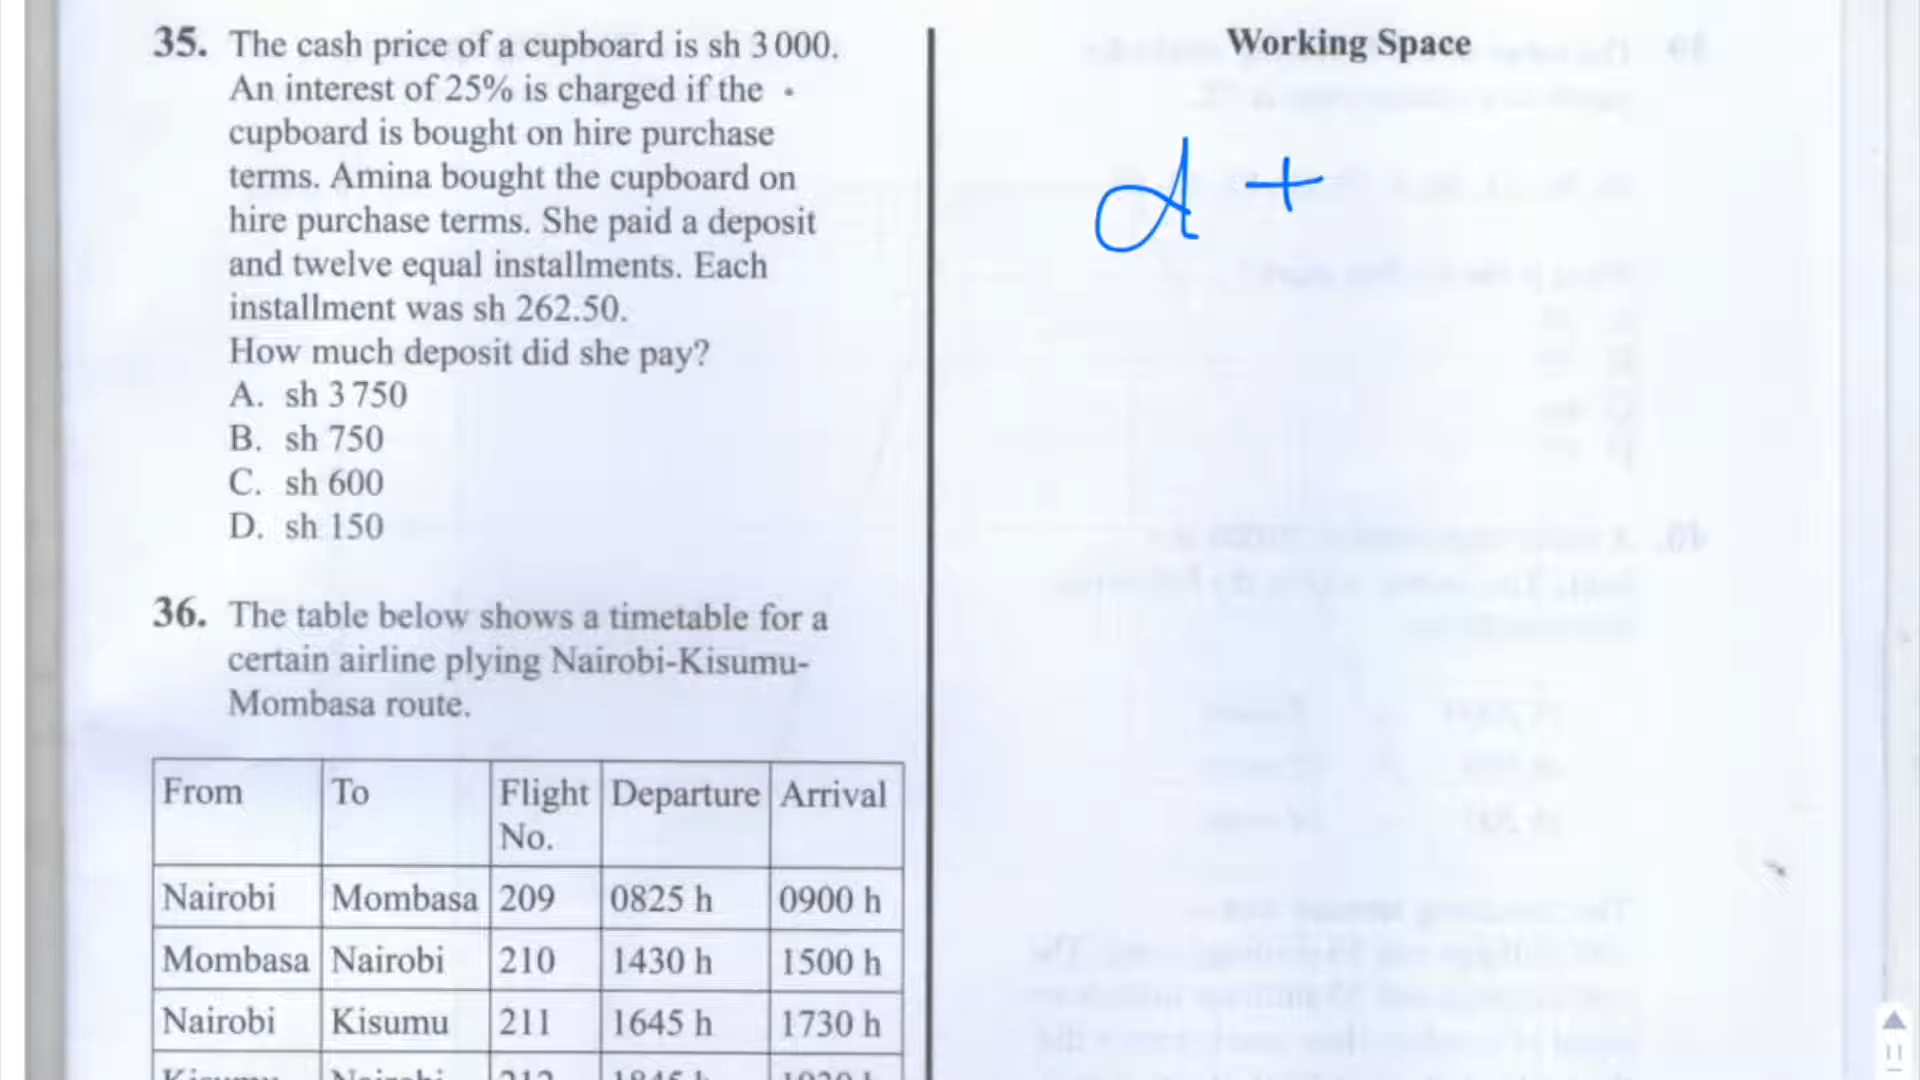 35. The cash price of a cupboard is sh 3 000.
An interest of 25% is charged if the
cupboard is bought on hire purchase
terms. Amina bought the cupboard on
hire purchase terms. She paid a deposit
and twelve equal installments. Each
installment was sh 262.50.
How much deposit did she pay?
A. sh 3 750
B. sh 750
C. sh 600
D. sh 150
36. The table below shows a timetable for a
certain airline plying Nairobi-Kisumu-
Mombasa route.
From To Flight No. Departure Arrival
Nairobi Mombasa 209 0825 h 0900 h
Mombasa Nairobi 210 1430 h 1500 h
Nairobi Kisumu 211 1645 h 1730 h
Working Space
d +